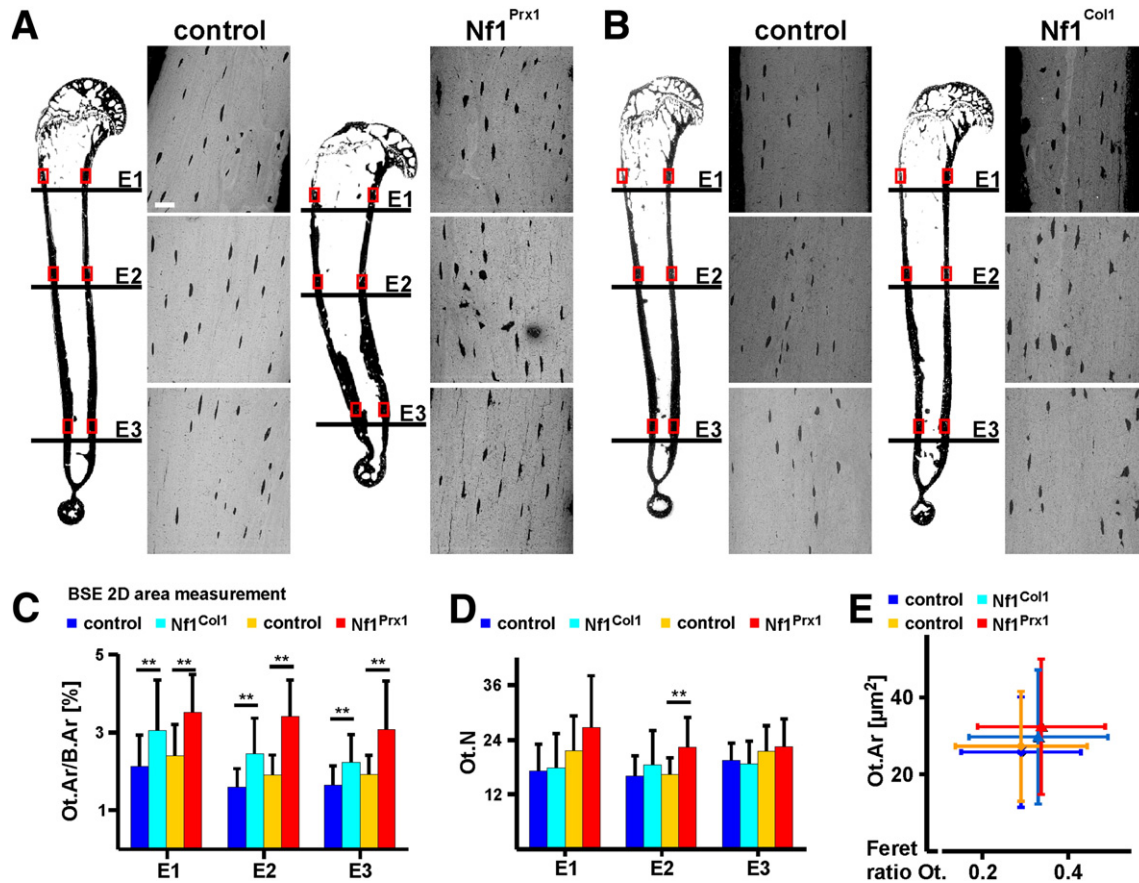 A
control
Nf1Prx1
B
control
Nf1Col1
E1
E1
E1
E1
E2
E2
E2
E2
E3
E3
E3
E3
C
BSE 2D area measurement
control Nf1Col1 control Nf1Prx1
Ot.Ar/B.Ar [%]
5
3
1
** ** ** ** ** **
E1 E2 E3
D
control Nf1Col1 control Nf1Prx1
Ot.N
36
24
12
**
E1 E2 E3
E
control Nf1Col1
control Nf1Prx1
Ot.Ar [µm²]
40
20
Feret
ratio Ot. 0.2 0.4